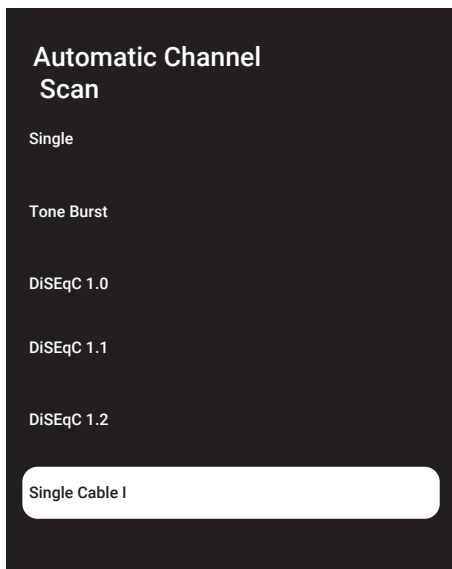 Automatic Channel
Scan
Single
Tone Burst
DiSEqC 1.0
DiSEqC 1.1
DiSEqC 1.2
Single Cable I